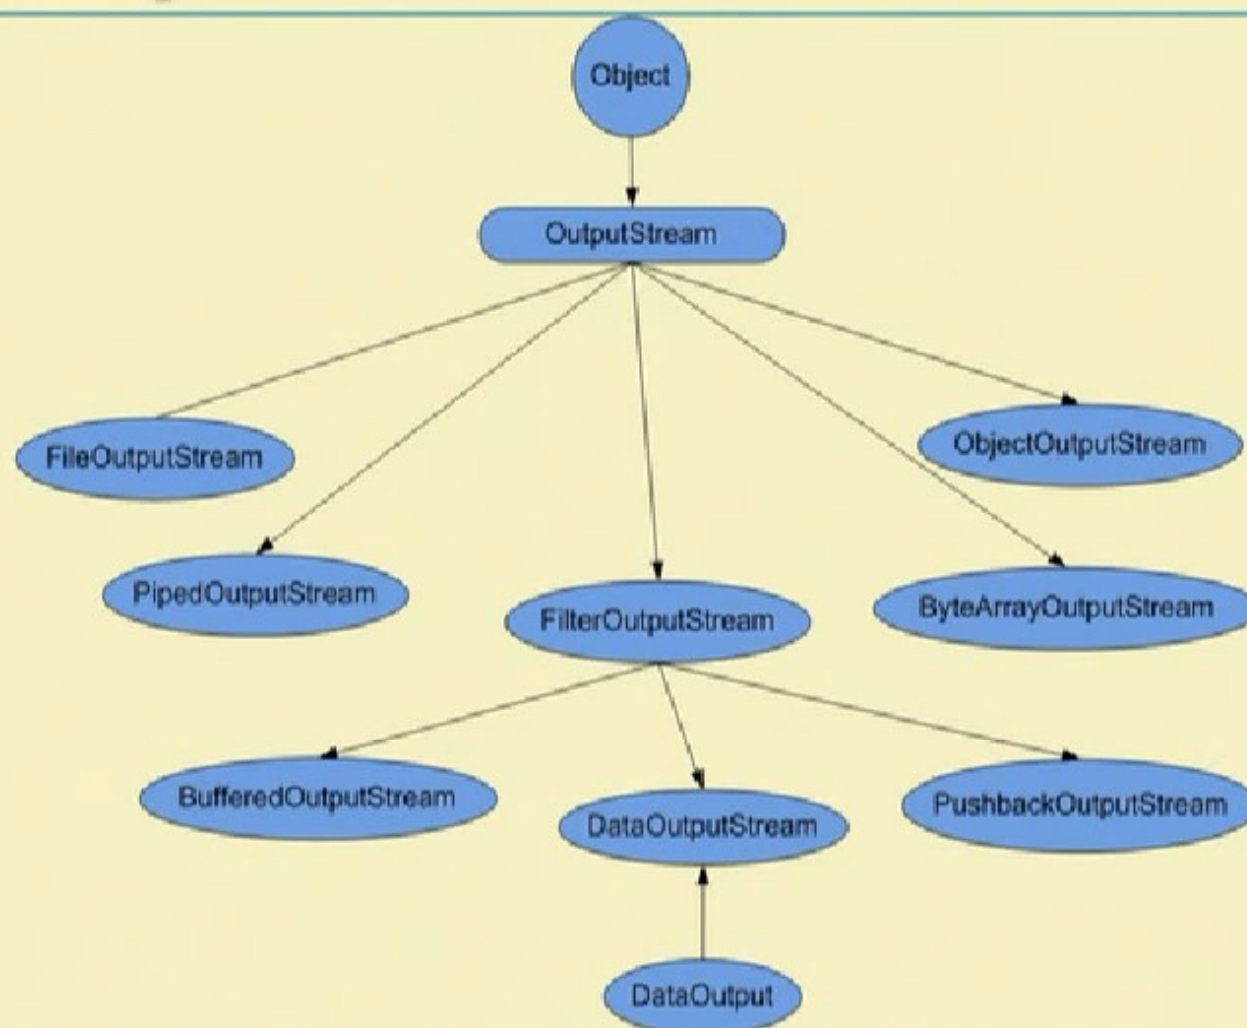 Object
OutputStream
FileOutputStream
ObjectOutputStream
PipedOutputStream
FilterOutputStream
ByteArrayOutputStream
BufferedOutputStream
DataOutputStream
PushbackOutputStream
DataOutput